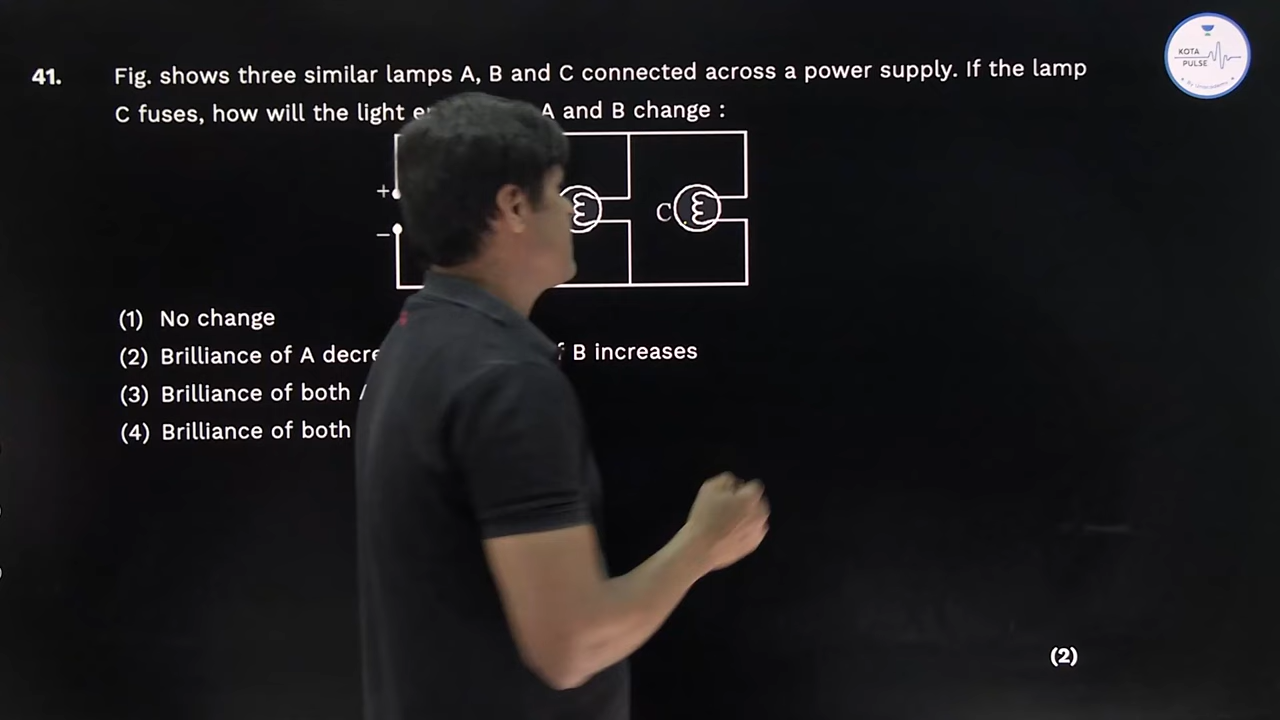 41. Fig. shows three similar lamps A, B and C connected across a power supply. If the lamp
C fuses, how will the light A and B change :
+
C
−
(1) No change
(2) Brilliance of A B increases
(3) Brilliance of both
(4) Brilliance of both
(2)
KOTA
PULSE